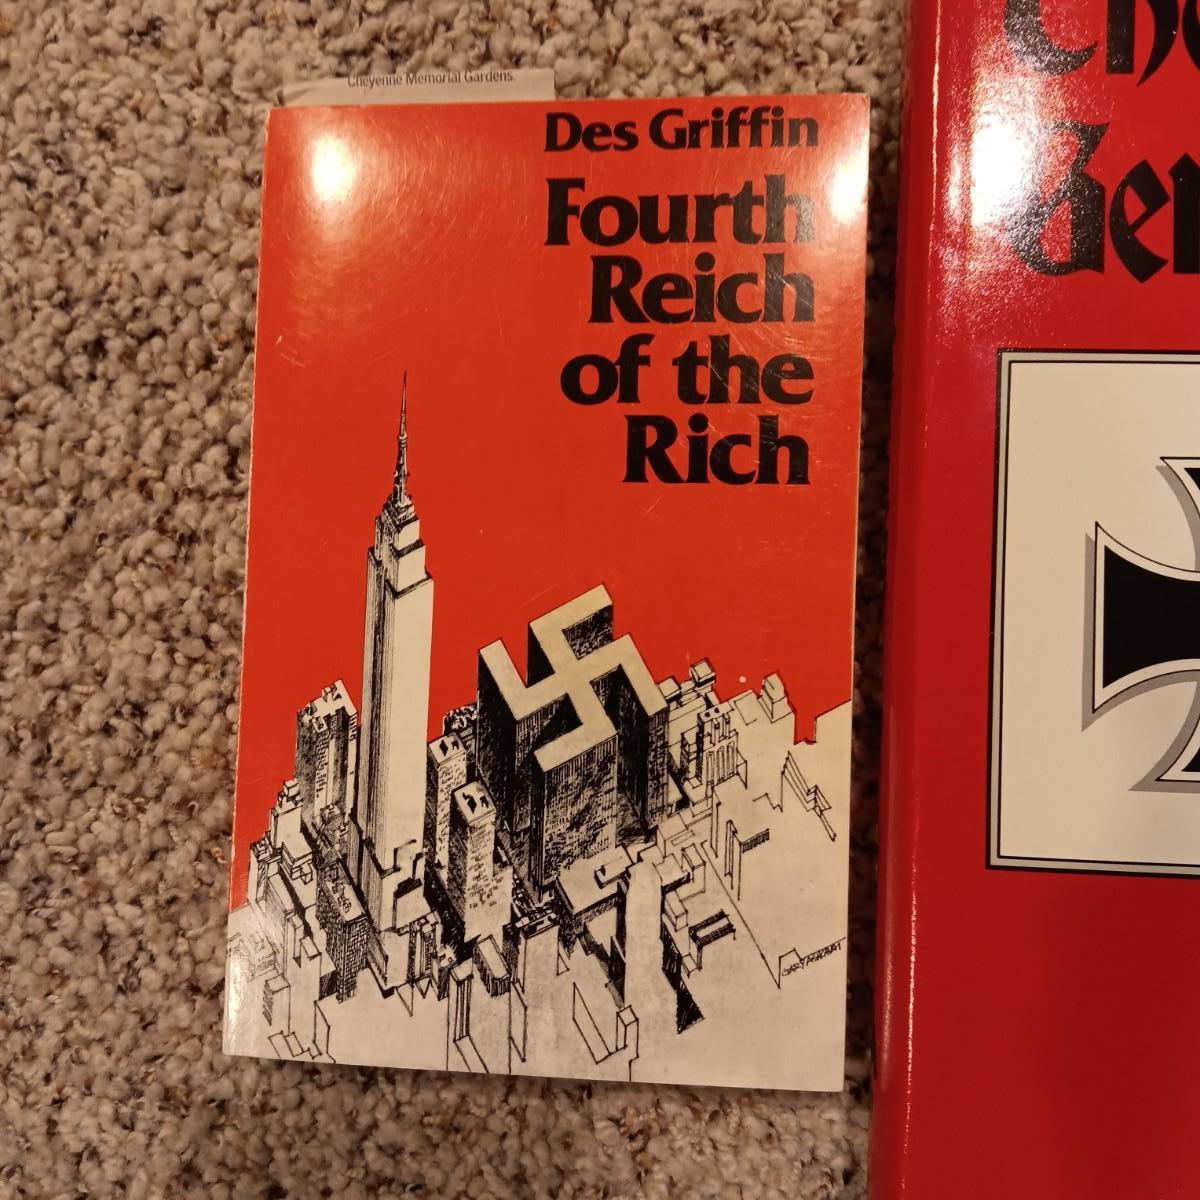 Cheyenne Memorial Gardens.
Des Griffin
Fourth
Reich
of the
Rich